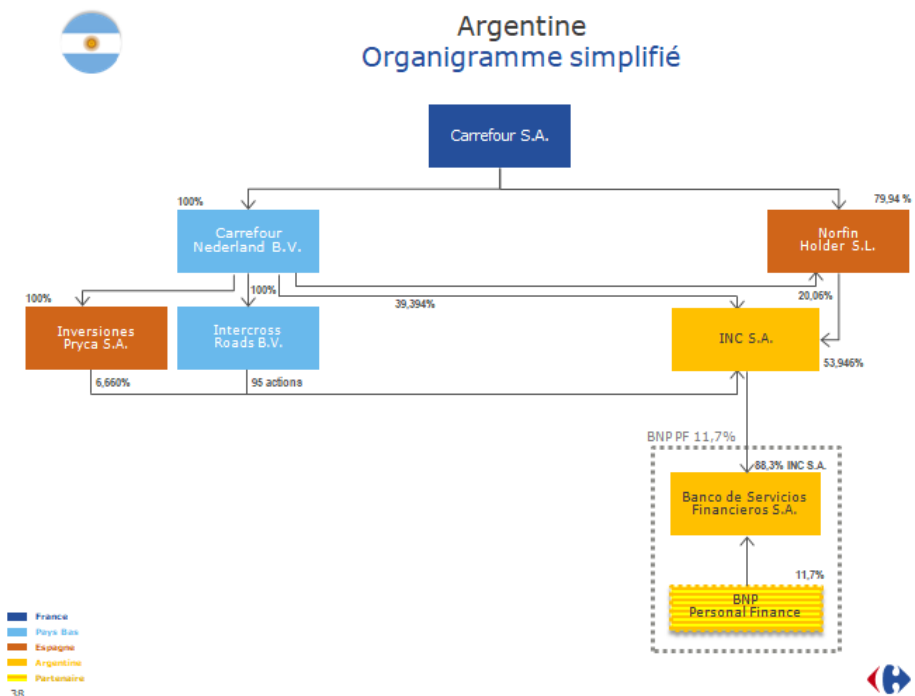 Argentine
Organigramme simplifié
Carrefour S.A.
100%
79,94 %
Carrefour
Nederland B.V.
Norfin
Holder S.L.
100%
100%
39,394%
20,06%
Inversiones
Pryca S.A.
Intercross
Roads B.V.
INC S.A.
53,946%
6,660%
95 actions
BNP PF 11,7%
88,3% INC S.A.
Banco de Servicios
Financieros S.A.
11,7%
BNP
Personal Finance
France
Pays Bas
Espagne
Argentine
Partenaire
38